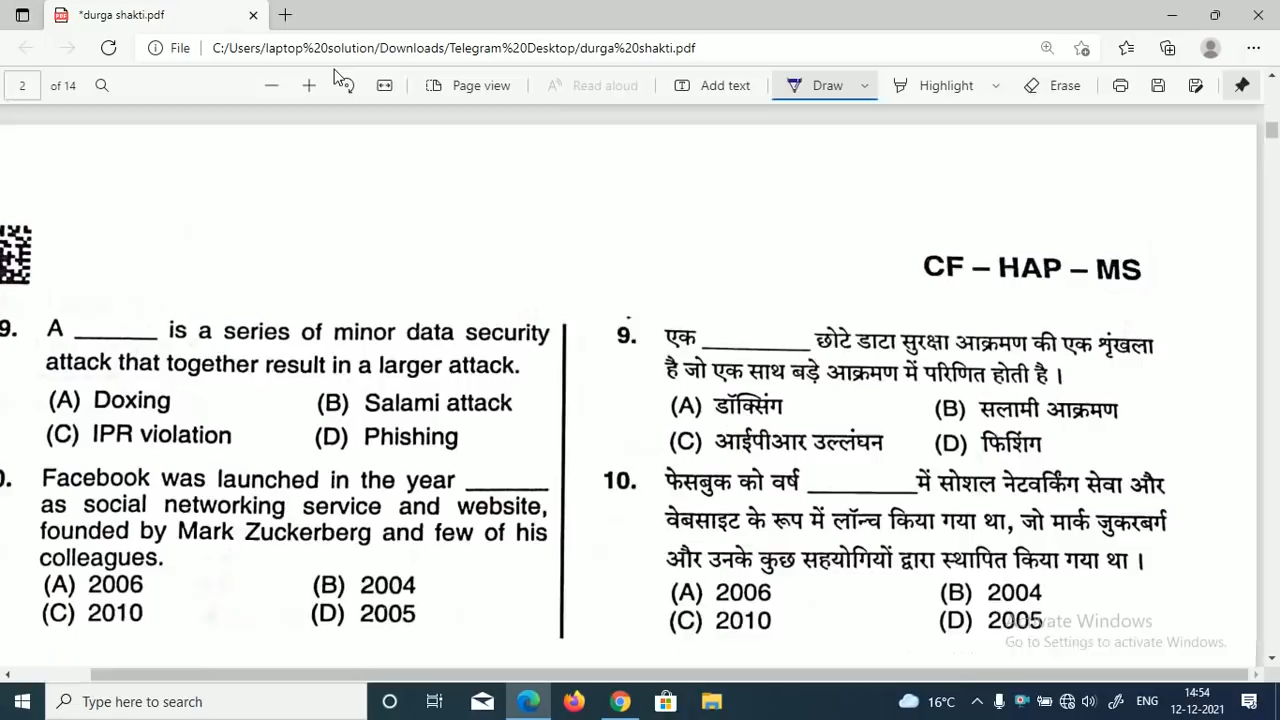 *durga shakti.pdf
File C:/Users/laptop%20solution/Downloads/Telegram%20Desktop/durga%20shakti.pdf
2 of 14 Page view Read aloud Add text Draw Highlight Erase
CF – HAP – MS
9. A ______ is a series of minor data security
attack that together result in a larger attack.
(A) Doxing (B) Salami attack
(C) IPR violation (D) Phishing
0. Facebook was launched in the year ______
as social networking service and website,
founded by Mark Zuckerberg and few of his
colleagues.
(A) 2006 (B) 2004
(C) 2010 (D) 2005
9. एक ________ छोटे डाटा सुरक्षा आक्रमण की एक शृंखला
है जो एक साथ बड़े आक्रमण में परिणित होती है ।
(A) डॉक्सिंग (B) सलामी आक्रमण
(C) आईपीआर उल्लंघन (D) फिशिंग
10. फेसबुक को वर्ष ________ में सोशल नेटवर्किंग सेवा और
वेबसाइट के रूप में लॉन्च किया गया था, जो मार्क जुकरबर्ग
और उनके कुछ सहयोगियों द्वारा स्थापित किया गया था ।
(A) 2006 (B) 2004
(C) 2010 (D) 2005
Activate Windows
Go to Settings to activate Windows.
Type here to search 16°C ENG 14:54
12-12-2021